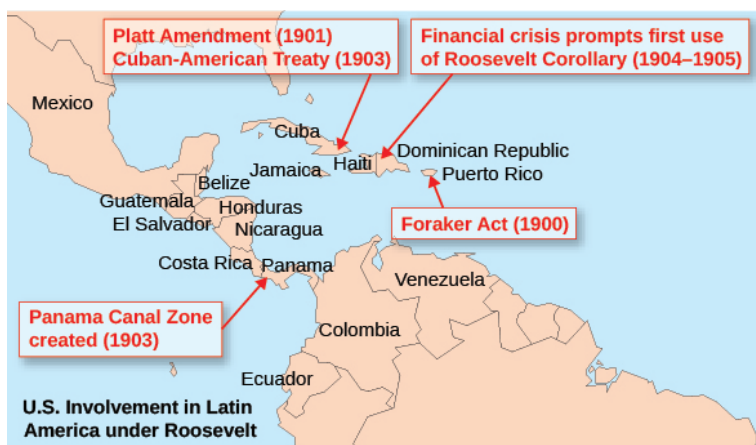 Platt Amendment (1901)
Cuban-American Treaty (1903)
Financial crisis prompts first use
of Roosevelt Corollary (1904–1905)
Mexico
Cuba
Dominican Republic
Haiti
Jamaica
Puerto Rico
Belize
Guatemala
Honduras
El Salvador
Nicaragua
Foraker Act (1900)
Costa Rica
Panama
Venezuela
Panama Canal Zone
created (1903)
Colombia
Ecuador
U.S. Involvement in Latin
America under Roosevelt